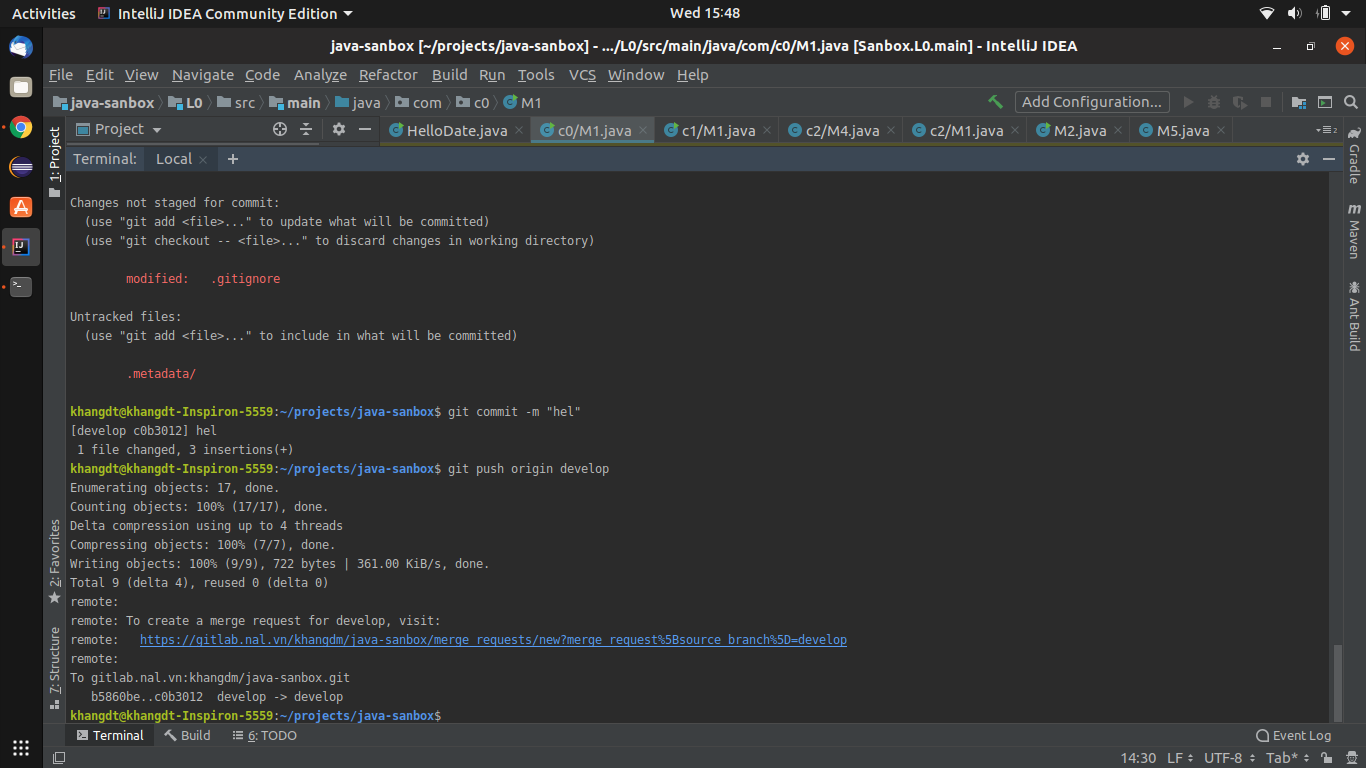 Activities IntelliJ IDEA Community Edition Wed 15:48
java-sanbox [~/projects/java-sanbox] - .../L0/src/main/java/com/c0/M1.java [Sanbox.L0.main] - IntelliJ IDEA
File Edit View Navigate Code Analyze Refactor Build Run Tools VCS Window Help
java-sanbox L0 src main java com c0 M1 Add Configuration...
Project HelloDate.java c0/M1.java c1/M1.java c2/M4.java c2/M1.java M2.java M5.java
Terminal: Local +
1: Project
2: Favorites
7: Structure
Gradle
Maven
Ant Build
Changes not staged for commit:
(use "git add <file>..." to update what will be committed)
(use "git checkout -- <file>..." to discard changes in working directory)
modified: .gitignore
Untracked files:
(use "git add <file>..." to include in what will be committed)
.metadata/
khangdt@khangdt-Inspiron-5559:~/projects/java-sanbox$ git commit -m "hel"
[develop c0b3012] hel
1 file changed, 3 insertions(+)
khangdt@khangdt-Inspiron-5559:~/projects/java-sanbox$ git push origin develop
Enumerating objects: 17, done.
Counting objects: 100% (17/17), done.
Delta compression using up to 4 threads
Compressing objects: 100% (7/7), done.
Writing objects: 100% (9/9), 722 bytes | 361.00 KiB/s, done.
Total 9 (delta 4), reused 0 (delta 0)
remote:
remote: To create a merge request for develop, visit:
remote: https://gitlab.nal.vn/khangdm/java-sanbox/merge_requests/new?merge_request%5Bsource_branch%5D=develop
remote:
To gitlab.nal.vn:khagdm/java-sanbox.git
b5860be..c0b3012 develop -> develop
khangdt@khangdt-Inspiron-5559:~/projects/java-sanbox$
Terminal Build 6: TODO Event Log
14:30 LF UTF-8 Tab*